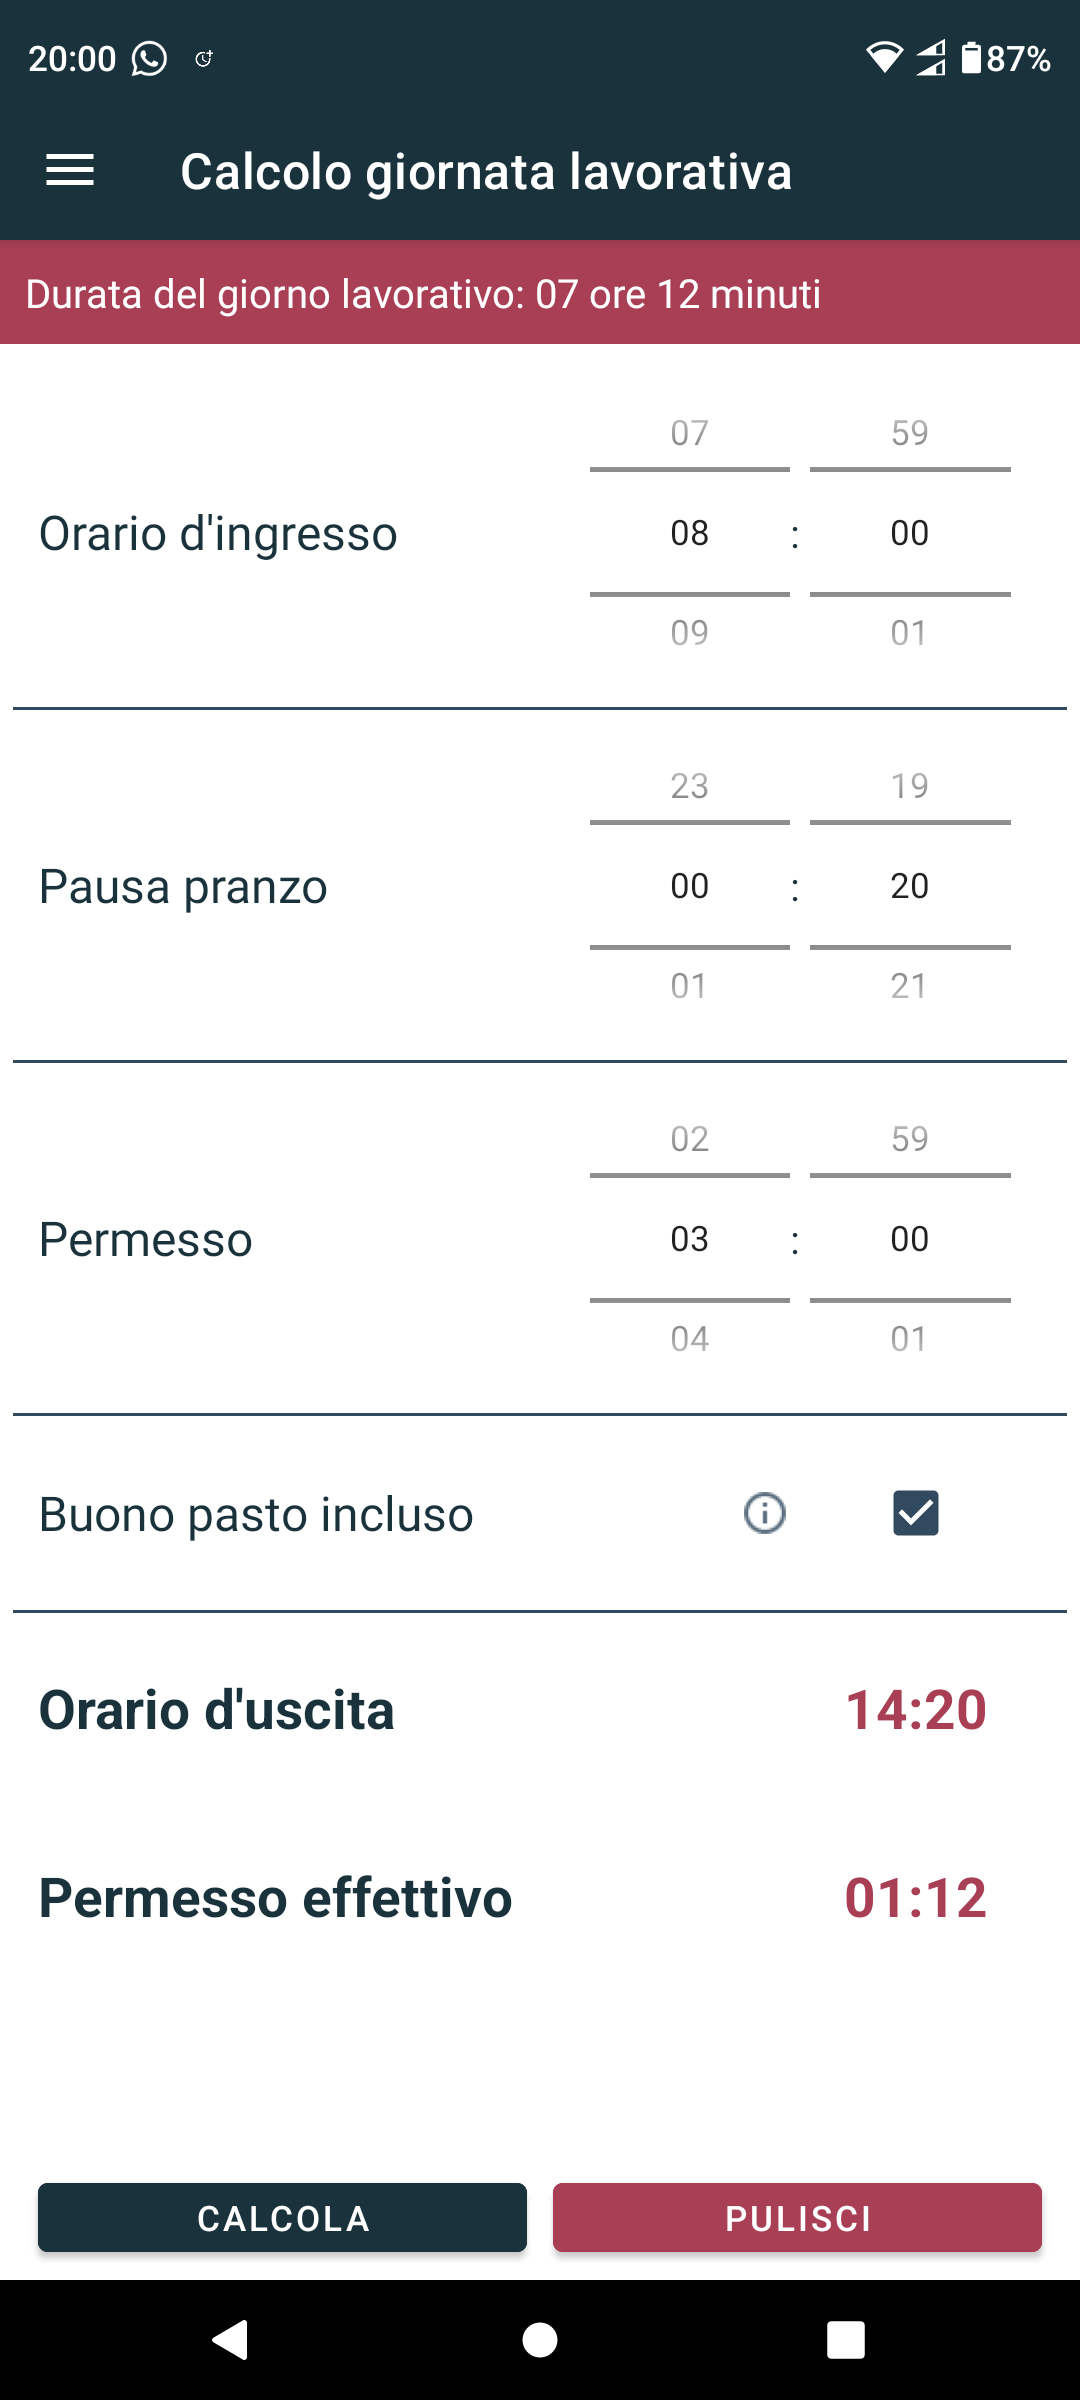 20:00 87%
Calcolo giornata lavorativa
Durata del giorno lavorativo: 07 ore 12 minuti
07 59
Orario d'ingresso 08 : 00
09 01
23 19
Pausa pranzo 00 : 20
01 21
02 59
Permesso 03 : 00
04 01
Buono pasto incluso
Orario d'uscita 14:20
Permesso effettivo 01:12
CALCOLA PULISCI